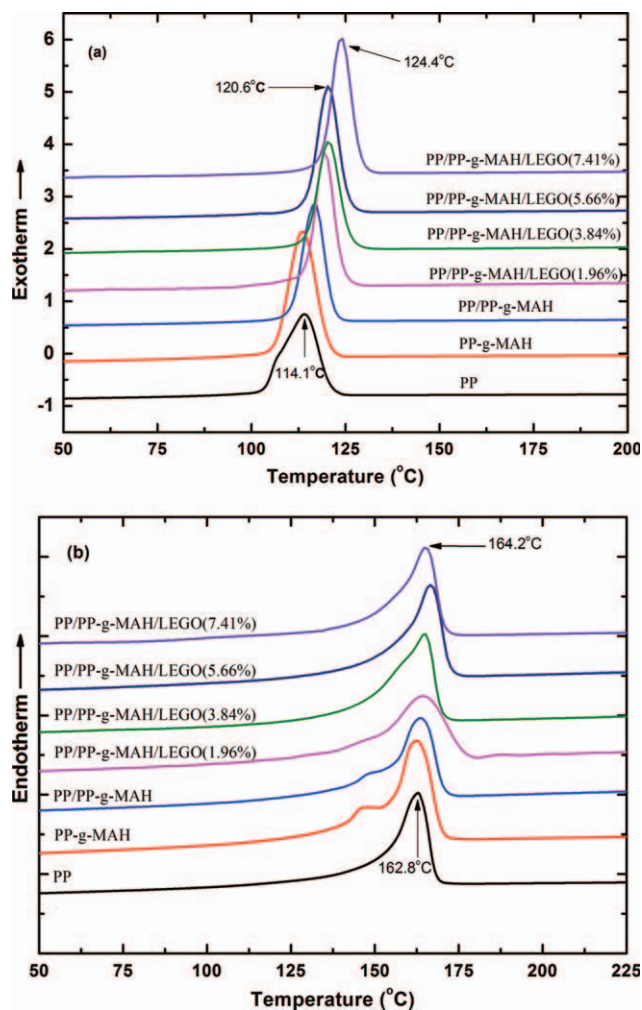 (a)
6
5
4
3
2
1
0
-1
Exotherm
124.4°C
120.6°C
PP/PP-g-MAH/LEGO(7.41%)
PP/PP-g-MAH/LEGO(5.66%)
PP/PP-g-MAH/LEGO(3.84%)
PP/PP-g-MAH/LEGO(1.96%)
PP/PP-g-MAH
PP-g-MAH
114.1°C
PP
50 75 100 125 150 175 200
Temperature (°C)
(b)
Endotherm
164.2°C
PP/PP-g-MAH/LEGO(7.41%)
PP/PP-g-MAH/LEGO(5.66%)
PP/PP-g-MAH/LEGO(3.84%)
PP/PP-g-MAH/LEGO(1.96%)
PP/PP-g-MAH
PP-g-MAH
PP
162.8°C
50 75 100 125 150 175 200 225
Temperature (°C)